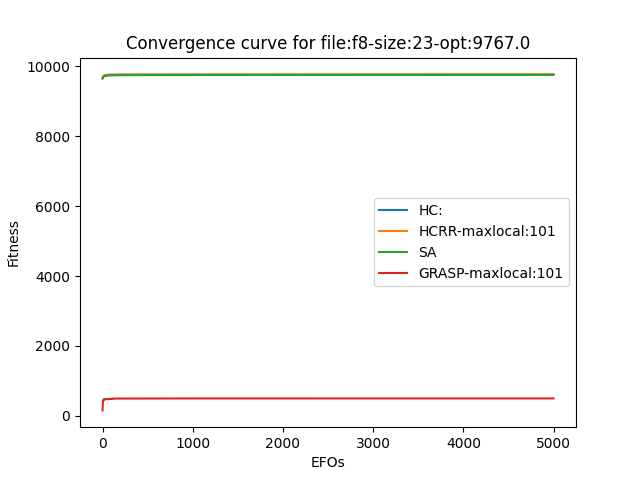 Convergence curve for file:f8-size:23-opt:9767.0
10000
8000
6000
4000
2000
0
Fitness
HC:
HCRR-maxlocal:101
SA
GRASP-maxlocal:101
0 1000 2000 3000 4000 5000
EFOs